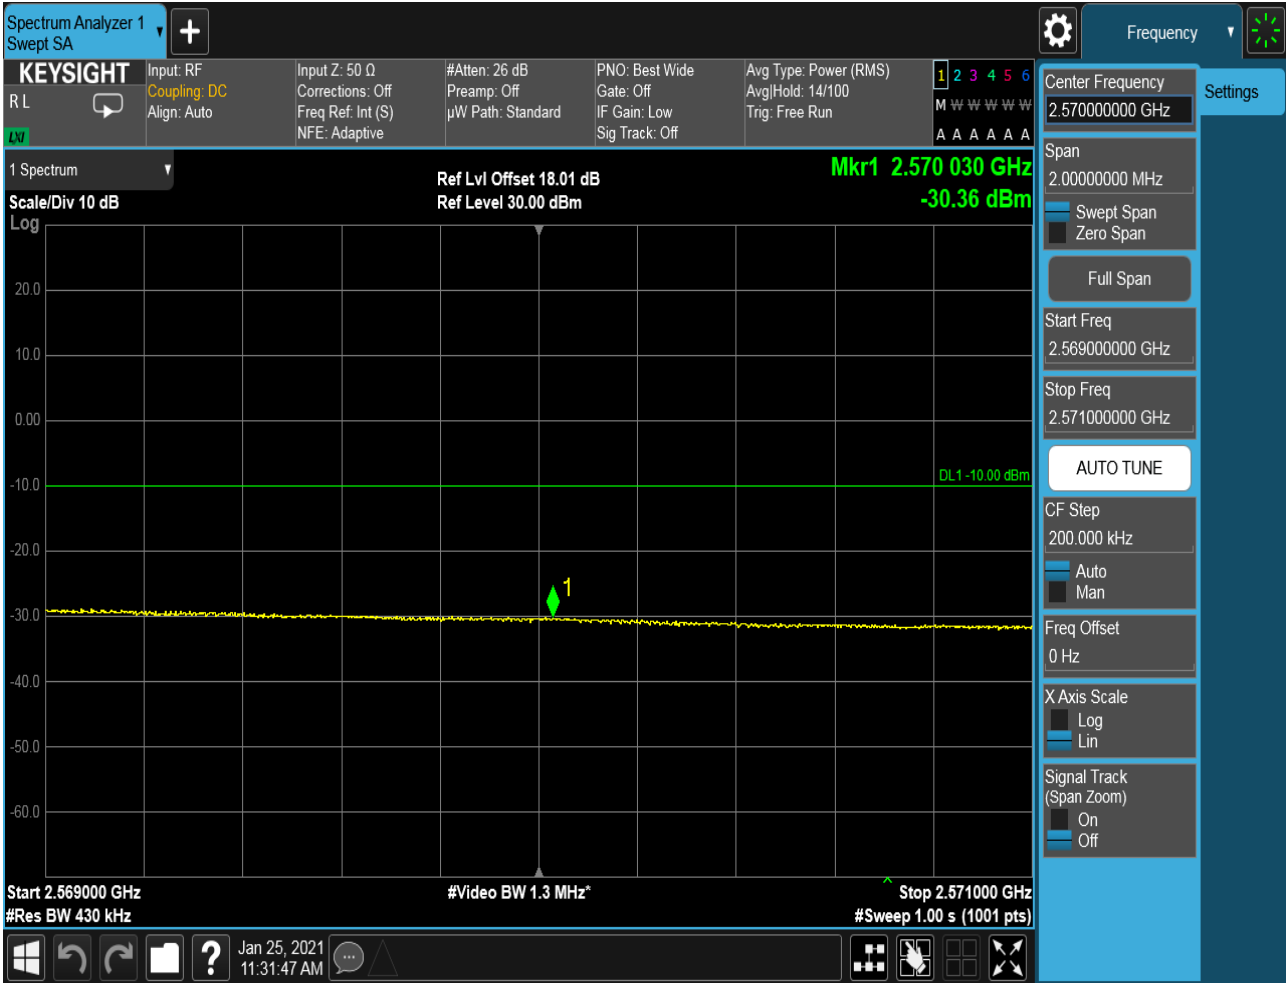 Spectrum Analyzer 1
Swept SA
Frequency
KEYSIGHT
R L
LXI
Input: RF
Coupling: DC
Align: Auto
Input Z: 50 Ω
Corrections: Off
Freq Ref: Int (S)
NFE: Adaptive
#Atten: 26 dB
Preamp: Off
µW Path: Standard
PNO: Best Wide
Gate: Off
IF Gain: Low
Sig Track: Off
Avg Type: Power (RMS)
Avg|Hold: 14/100
Trig: Free Run
1 2 3 4 5 6
M W W W W W
A A A A A A
1 Spectrum
Scale/Div 10 dB
Log
Ref Lvl Offset 18.01 dB
Ref Level 30.00 dBm
Mkr1 2.570 030 GHz
-30.36 dBm
20.0
10.0
0.00
-10.0
-20.0
-30.0
-40.0
-50.0
-60.0
DL1 -10.00 dBm
1
Start 2.569000 GHz
#Res BW 430 kHz
#Video BW 1.3 MHz*
Stop 2.571000 GHz
#Sweep 1.00 s (1001 pts)
?
Jan 25, 2021
11:31:47 AM
Center Frequency
2.570000000 GHz
Span
2.00000000 MHz
Swept Span
Zero Span
Full Span
Start Freq
2.569000000 GHz
Stop Freq
2.571000000 GHz
AUTO TUNE
CF Step
200.000 kHz
Auto
Man
Freq Offset
0 Hz
X Axis Scale
Log
Lin
Signal Track
(Span Zoom)
On
Off
Settings